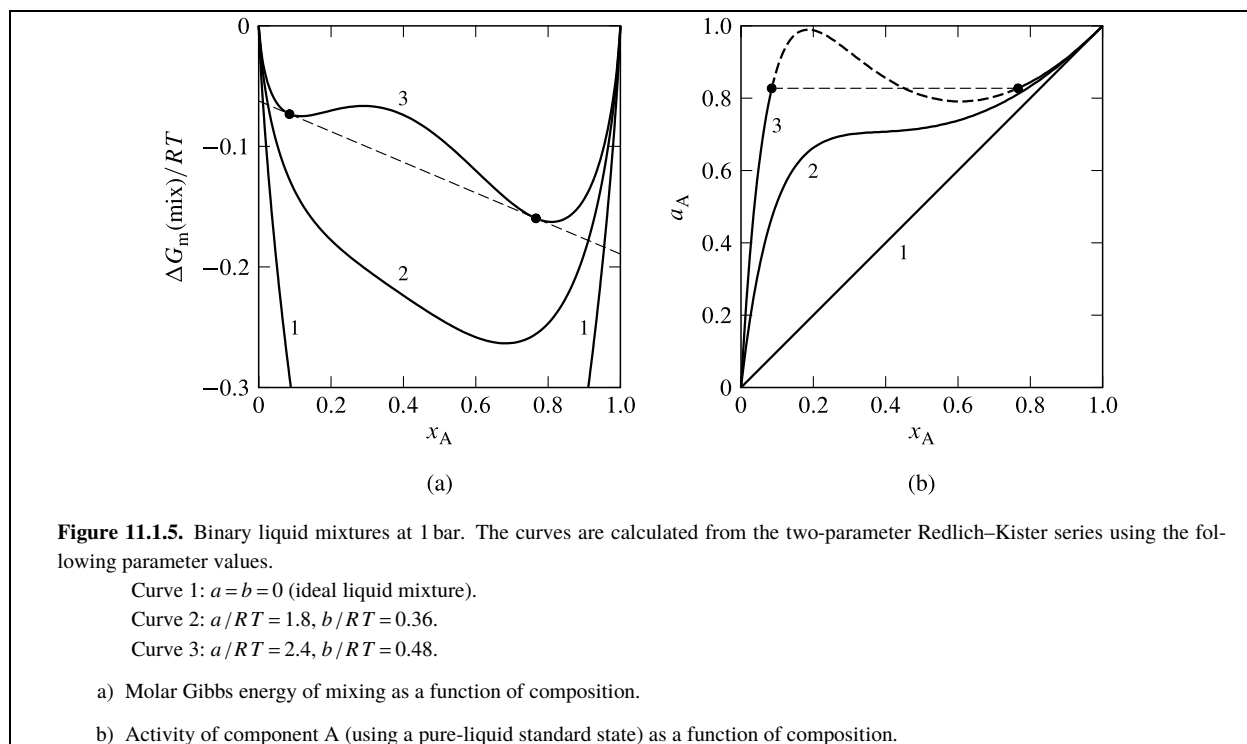 0
−0.1
−0.2
−0.3
0
0.2
0.4
0.6
0.8
1.0
ΔG_m(mix)/RT
x_A
1
2
3
1
(a)
1.0
0.8
0.6
0.4
0.2
0
0
0.2
0.4
0.6
0.8
1.0
a_A
x_A
3
2
1
(b)
Figure 11.1.5. Binary liquid mixtures at 1 bar. The curves are calculated from the two-parameter Redlich–Kister series using the fol-
lowing parameter values.
Curve 1: a = b = 0 (ideal liquid mixture).
Curve 2: a/RT = 1.8, b/RT = 0.36.
Curve 3: a/RT = 2.4, b/RT = 0.48.
a) Molar Gibbs energy of mixing as a function of composition.
b) Activity of component A (using a pure-liquid standard state) as a function of composition.